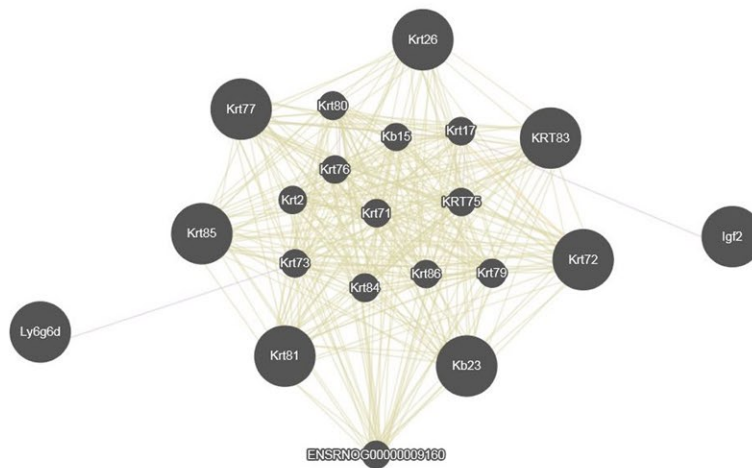 Krt26
Krt77
Krt80
Kb15
Krt17
KRT83
Krt76
Krt2
Krt71
KRT75
Krt85
Igf2
Krt72
Krt73
Krt84
Krt86
Krt79
Ly6g6d
Krt81
Kb23
ENSRNOG00000009160